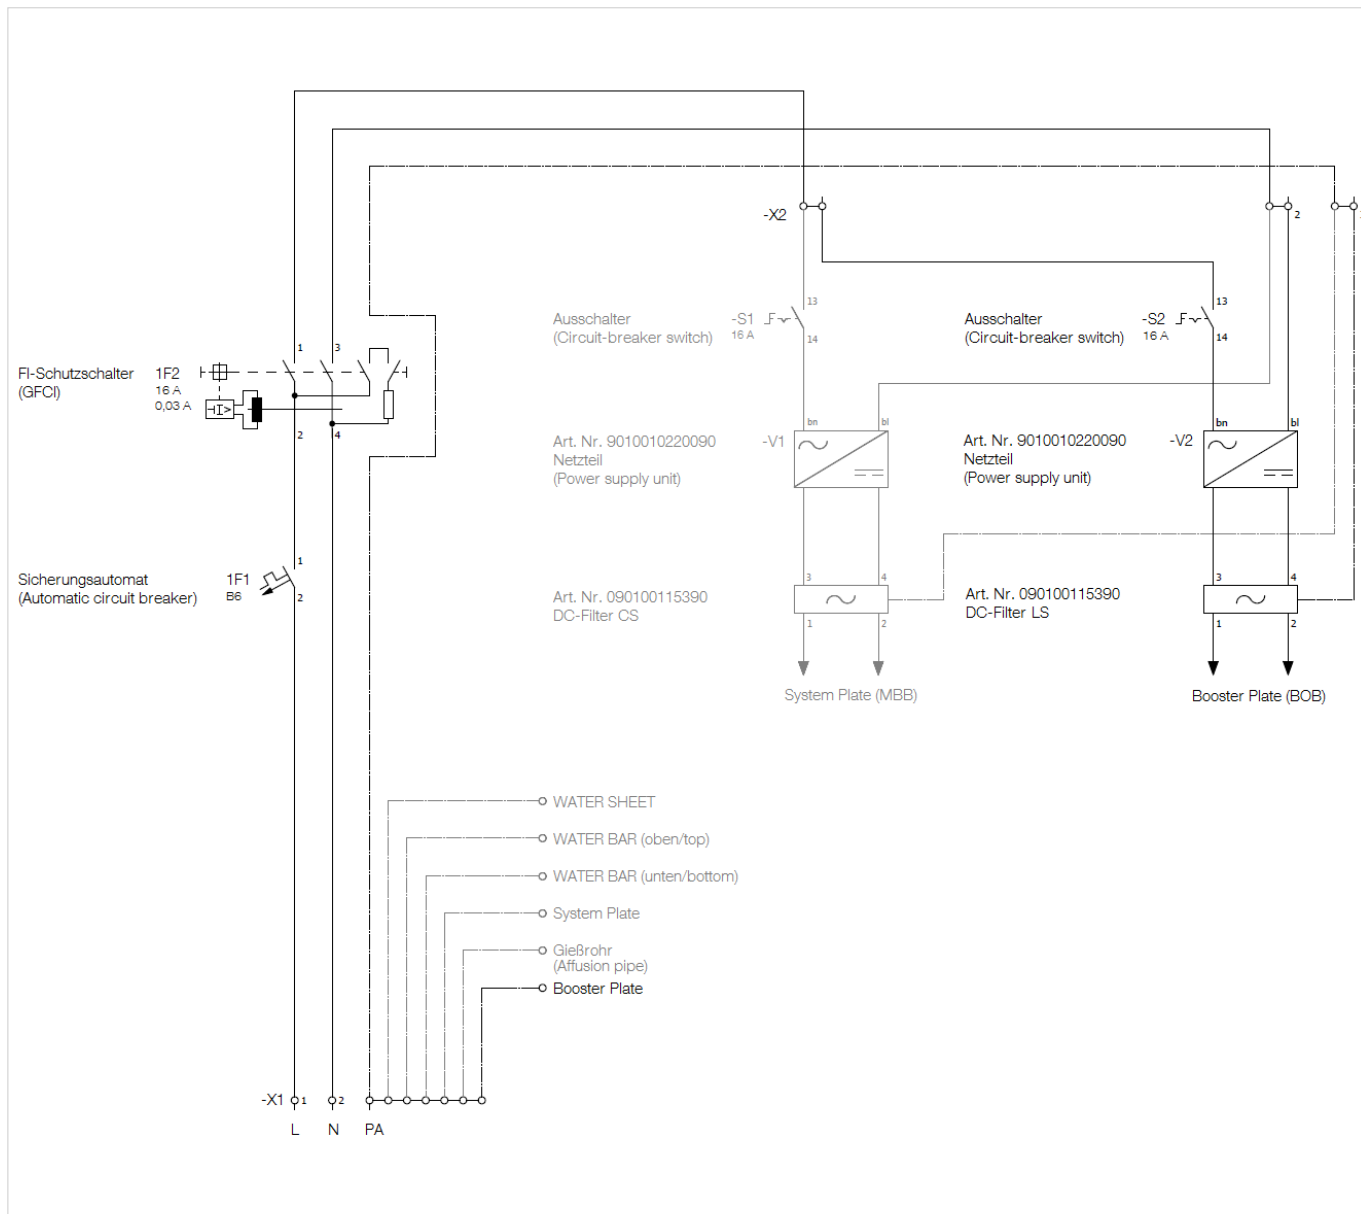 -X2
2
13
14
Ausschalter
(Circuit-breaker switch)
-S1
16 A
13
14
Ausschalter
(Circuit-breaker switch)
-S2
16 A
1
3
FI-Schutzschalter
(GFCI)
1F2
16 A
0,03 A
I>
2
4
bn
bl
Art. Nr. 9010010220090
Netzteil
(Power supply unit)
-V1
bn
bl
Art. Nr. 9010010220090
Netzteil
(Power supply unit)
-V2
1
2
Sicherungsautomat
(Automatic circuit breaker)
1F1
B6
3
4
Art. Nr. 090100115390
DC-Filter CS
1
2
3
4
Art. Nr. 090100115390
DC-Filter LS
1
2
System Plate (MBB)
Booster Plate (BOB)
WATER SHEET
WATER BAR (oben/top)
WATER BAR (unten/bottom)
System Plate
Gießrohr
(Affusion pipe)
Booster Plate
-X1
1
2
L
N
PA